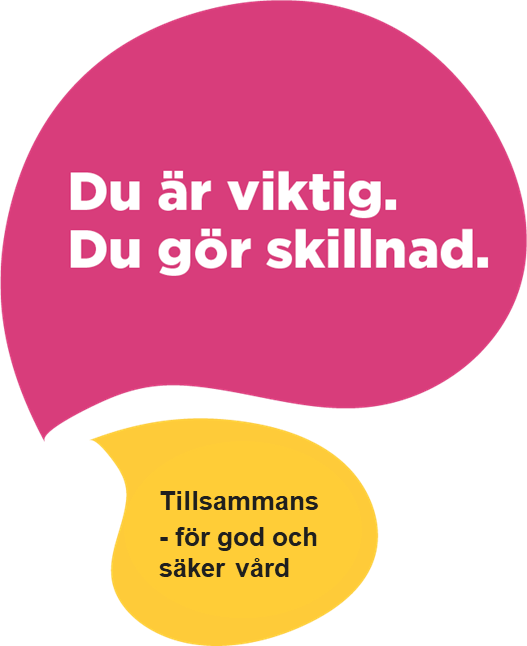 Du är viktig.
Du gör skillnad.
Tillsammans
- för god och
säker vård